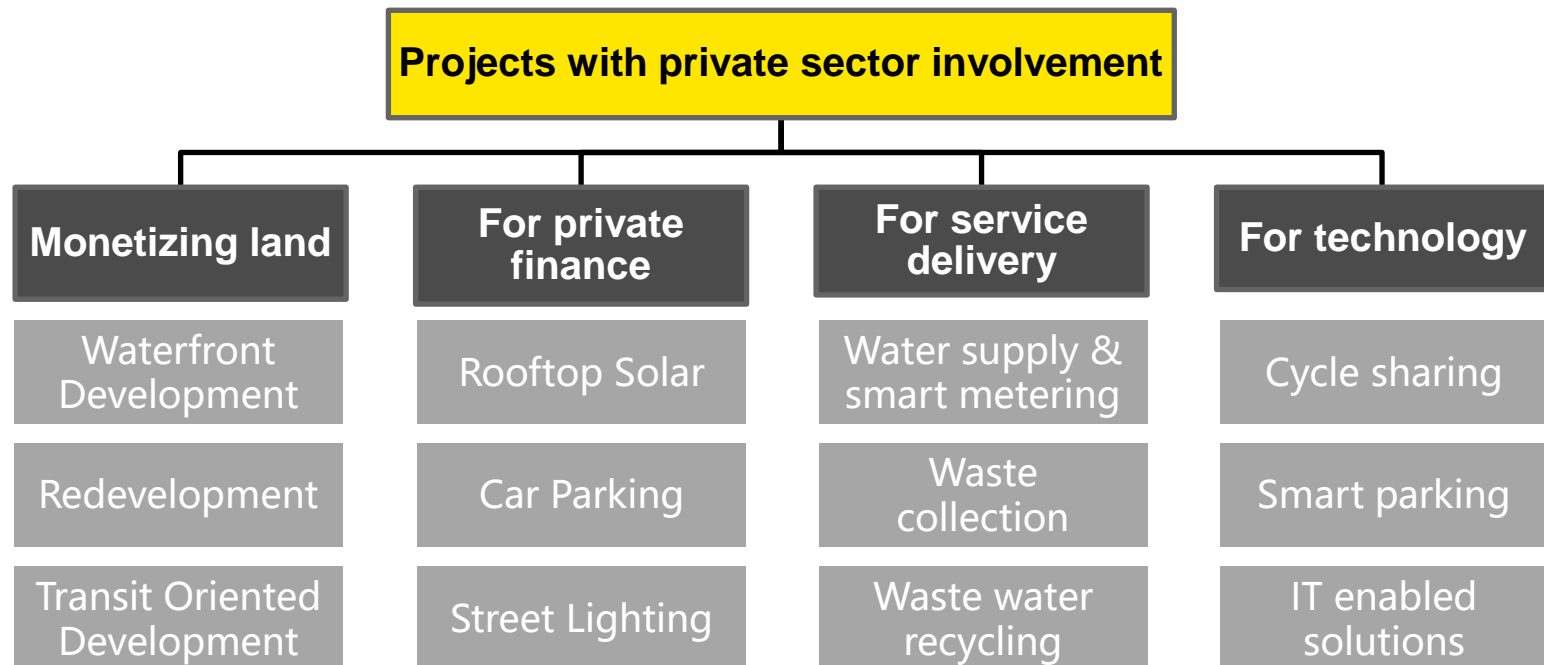 Projects with private sector involvement
Monetizing land
For private
finance
For service
delivery
For technology
Waterfront
Development
Rooftop Solar
Water supply &
smart metering
Cycle sharing
Redevelopment
Car Parking
Waste
collection
Smart parking
Transit Oriented
Development
Street Lighting
Waste water
recycling
IT enabled
solutions